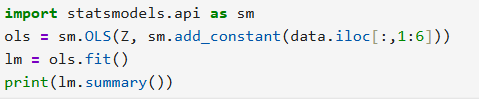 import statsmodels.api as sm
ols = sm.OLS(Z, sm.add_constant(data.iloc[:,1:6]))
lm = ols.fit()
print(lm.summary())